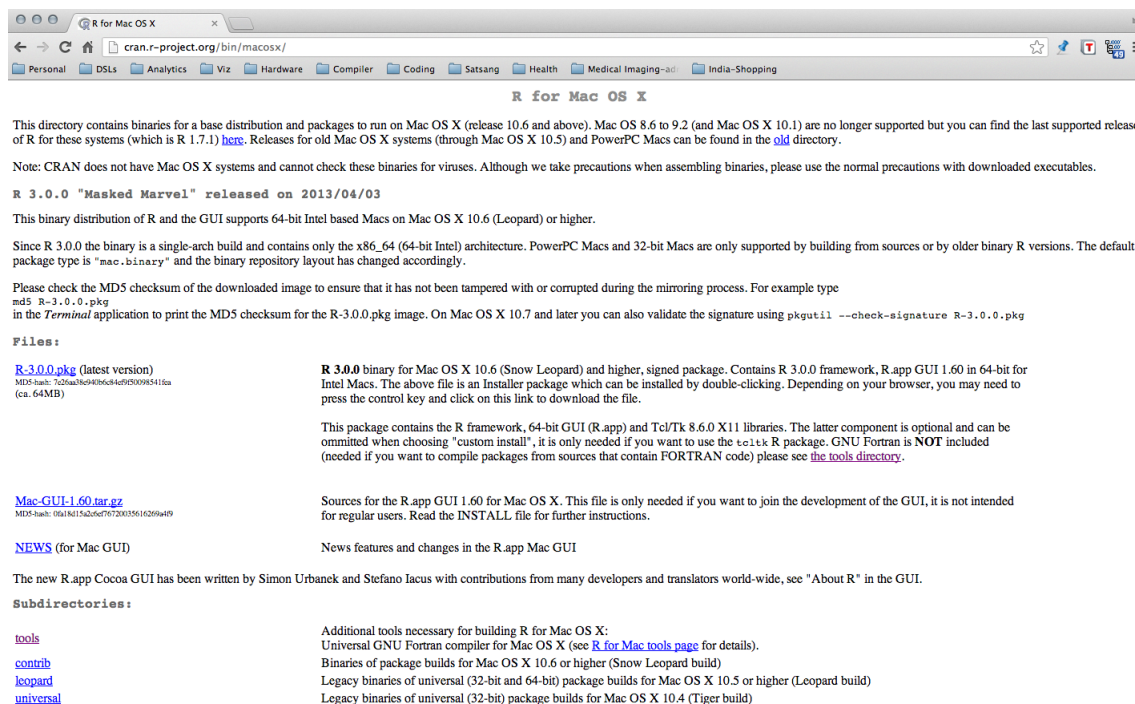 R for Mac OS X
cran.r-project.org/bin/macosx/
Personal DSLs Analytics Viz Hardware Compiler Coding Satsang Health Medical Imaging-ad India-Shopping
R for Mac OS X
This directory contains binaries for a base distribution and packages to run on Mac OS X (release 10.6 and above). Mac OS 8.6 to 9.2 (and Mac OS X 10.1) are no longer supported but you can find the last supported release
of R for these systems (which is R 1.7.1) here. Releases for old Mac OS X systems (through Mac OS X 10.5) and PowerPC Macs can be found in the old directory.
Note: CRAN does not have Mac OS X systems and cannot check these binaries for viruses. Although we take precautions when assembling binaries, please use the normal precautions with downloaded executables.
R 3.0.0 "Masked Marvel" released on 2013/04/03
This binary distribution of R and the GUI supports 64-bit Intel based Macs on Mac OS X 10.6 (Leopard) or higher.
Since R 3.0.0 the binary is a single-arch build and contains only the x86_64 (64-bit Intel) architecture. PowerPC Macs and 32-bit Macs are only supported by building from sources or by older binary R versions. The default
package type is "mac.binary" and the binary repository layout has changed accordingly.
Please check the MD5 checksum of the downloaded image to ensure that it has not been tampered with or corrupted during the mirroring process. For example type
md5 R-3.0.0.pkg
in the Terminal application to print the MD5 checksum for the R-3.0.0.pkg image. On Mac OS X 10.7 and later you can also validate the signature using pkgutil --check-signature R-3.0.0.pkg
Files:
R-3.0.0.pkg (latest version)
MD5-hash:
(ca. 64MB)
R 3.0.0 binary for Mac OS X 10.6 (Snow Leopard) and higher, signed package. Contains R 3.0.0 framework, R.app GUI 1.60 in 64-bit for
Intel Macs. The above file is an Installer package which can be installed by double-clicking. Depending on your browser, you may need to
press the control key and click on this link to download the file.
This package contains the R framework, 64-bit GUI (R.app) and Tcl/Tk 8.6.0 X11 libraries. The latter component is optional and can be
ommitted when choosing "custom install", it is only needed if you want to use the tcltk R package. GNU Fortran is NOT included
(needed if you want to compile packages from sources that contain FORTRAN code) please see the tools directory.
Mac-GUI-1.60.tar.gz
MD5-hash:
Sources for the R.app GUI 1.60 for Mac OS X. This file is only needed if you want to join the development of the GUI, it is not intended
for regular users. Read the INSTALL file for further instructions.
NEWS (for Mac GUI)
News features and changes in the R.app Mac GUI
The new R.app Cocoa GUI has been written by Simon Urbanek and Stefano Iacus with contributions from many developers and translators world-wide, see "About R" in the GUI.
Subdirectories:
tools
Additional tools necessary for building R for Mac OS X:
Universal GNU Fortran compiler for Mac OS X (see R for Mac tools page for details).
contrib
Binaries of package builds for Mac OS X 10.6 or higher (Snow Leopard build)
leopard
Legacy binaries of universal (32-bit and 64-bit) package builds for Mac OS X 10.5 or higher (Leopard build)
universal
Legacy binaries of universal (32-bit) package builds for Mac OS X 10.4 (Tiger build)